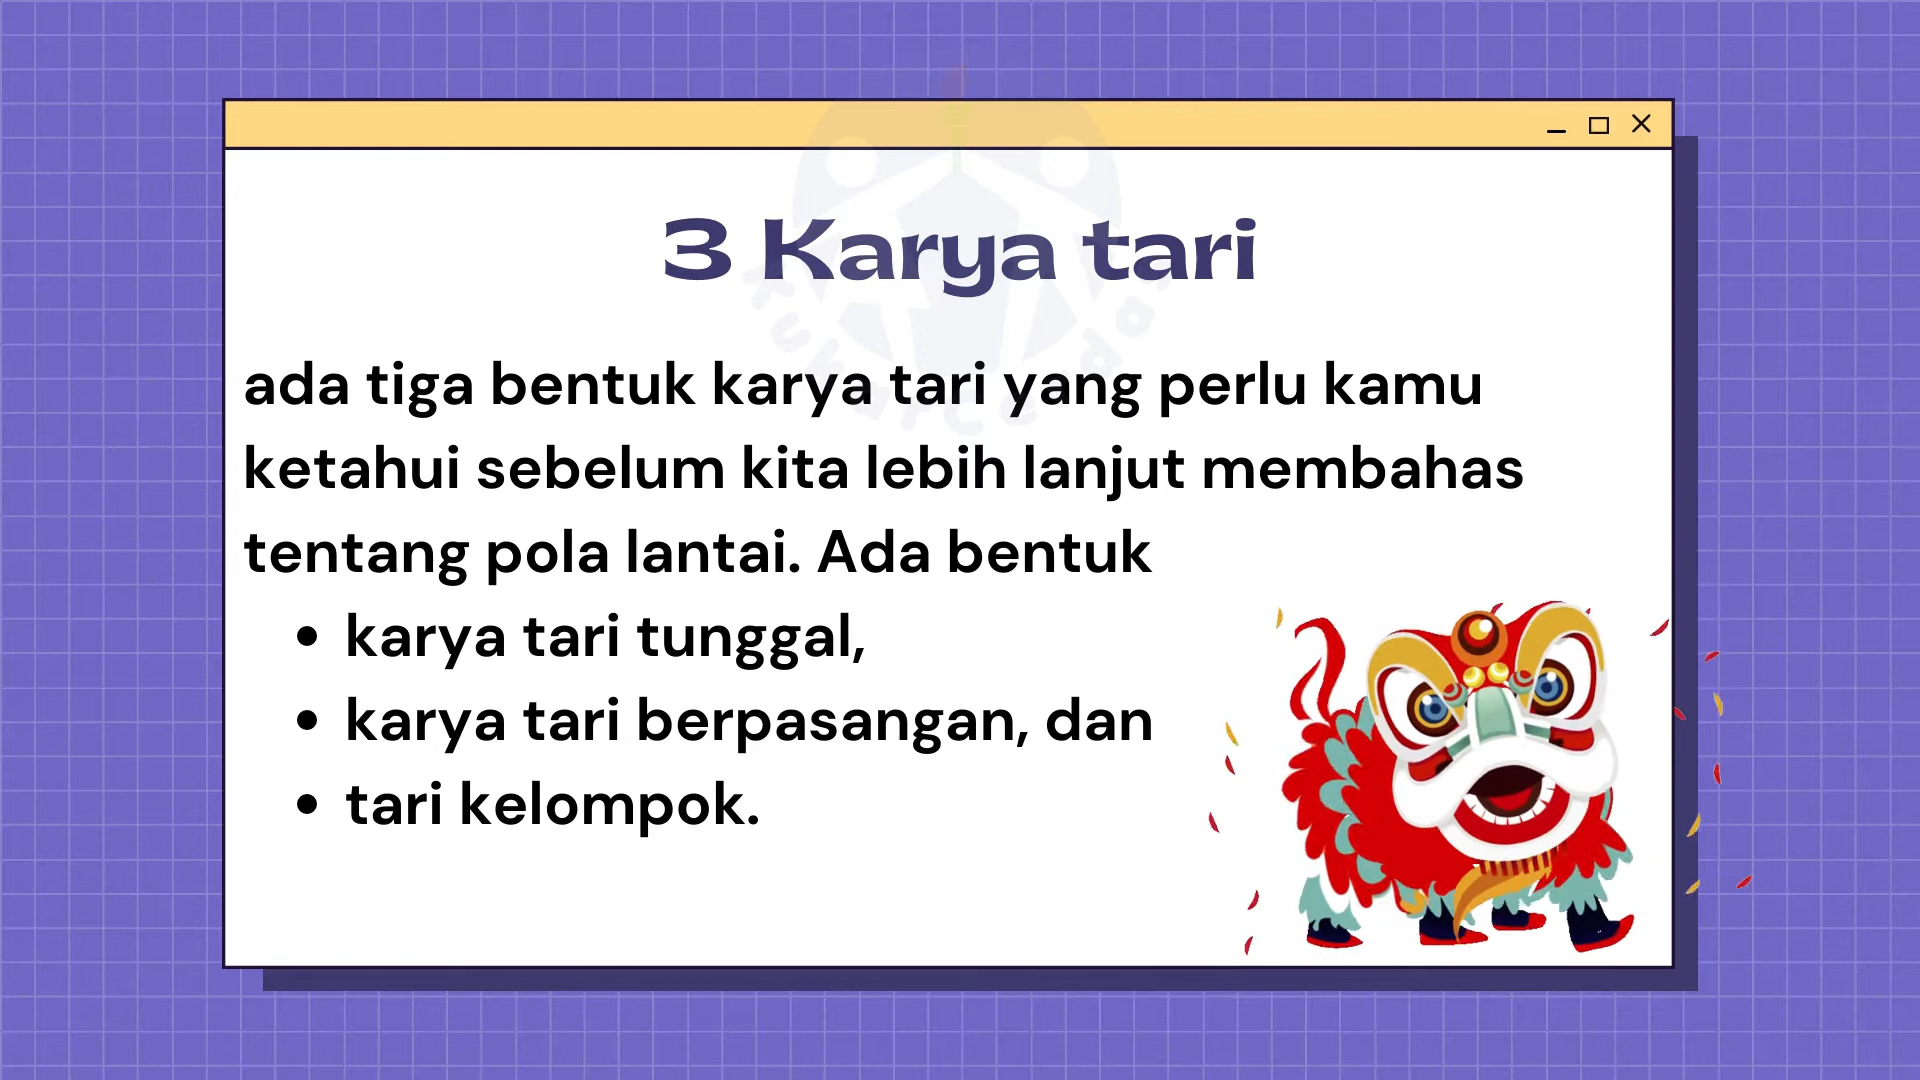 3 Karya tari
ada tiga bentuk karya tari yang perlu kamu
ketahui sebelum kita lebih lanjut membahas
tentang pola lantai. Ada bentuk
• karya tari tunggal,
• karya tari berpasangan, dan
• tari kelompok.